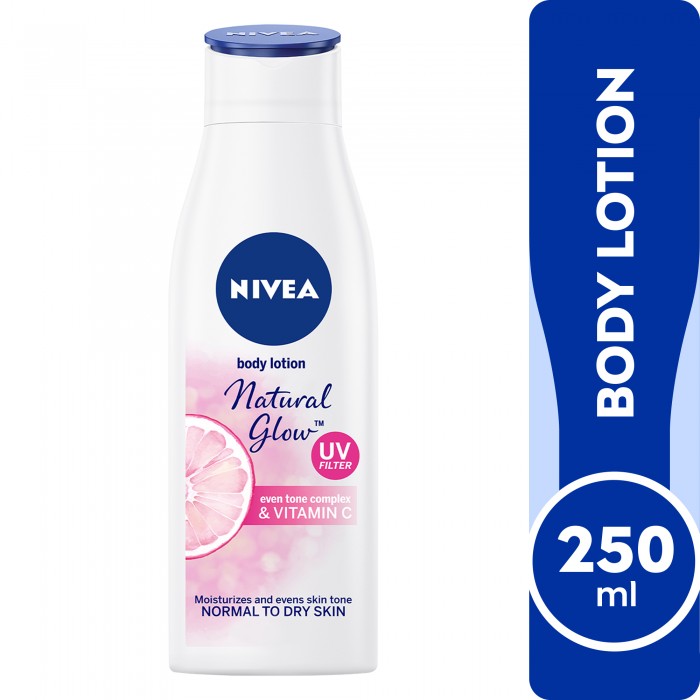 NIVEA
NIVEA
body lotion
Natural
Glow™
UV
FILTER
even tone complex
& VITAMIN C
Moisturizes and evens skin tone
NORMAL TO DRY SKIN
BODY LOTION
250
ml